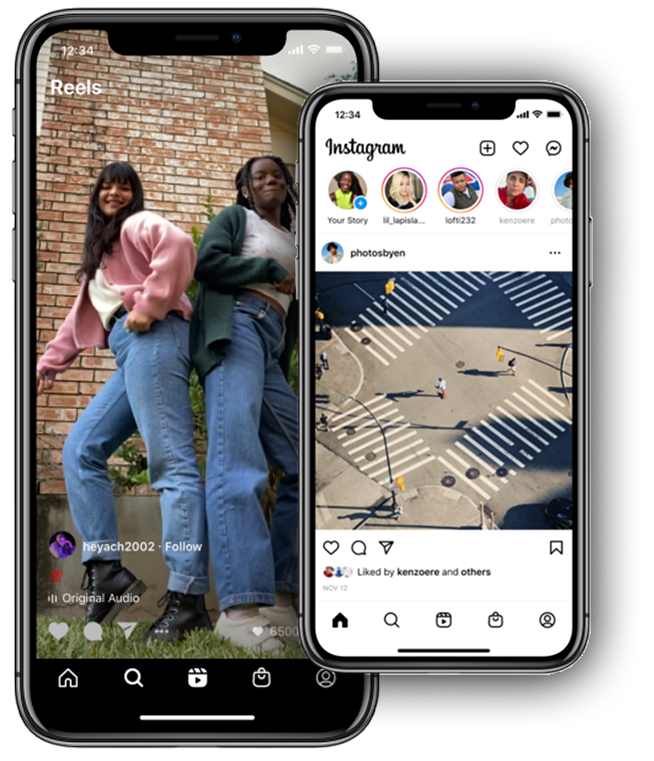 12:34
Reels
heyach2002 · Follow
💯
Original Audio
6500
12:34
Instagram
Your Story
lil_lapisla...
lofti232
kenzoere
photo
photosbyen
Liked by kenzoere and others
NOV 12